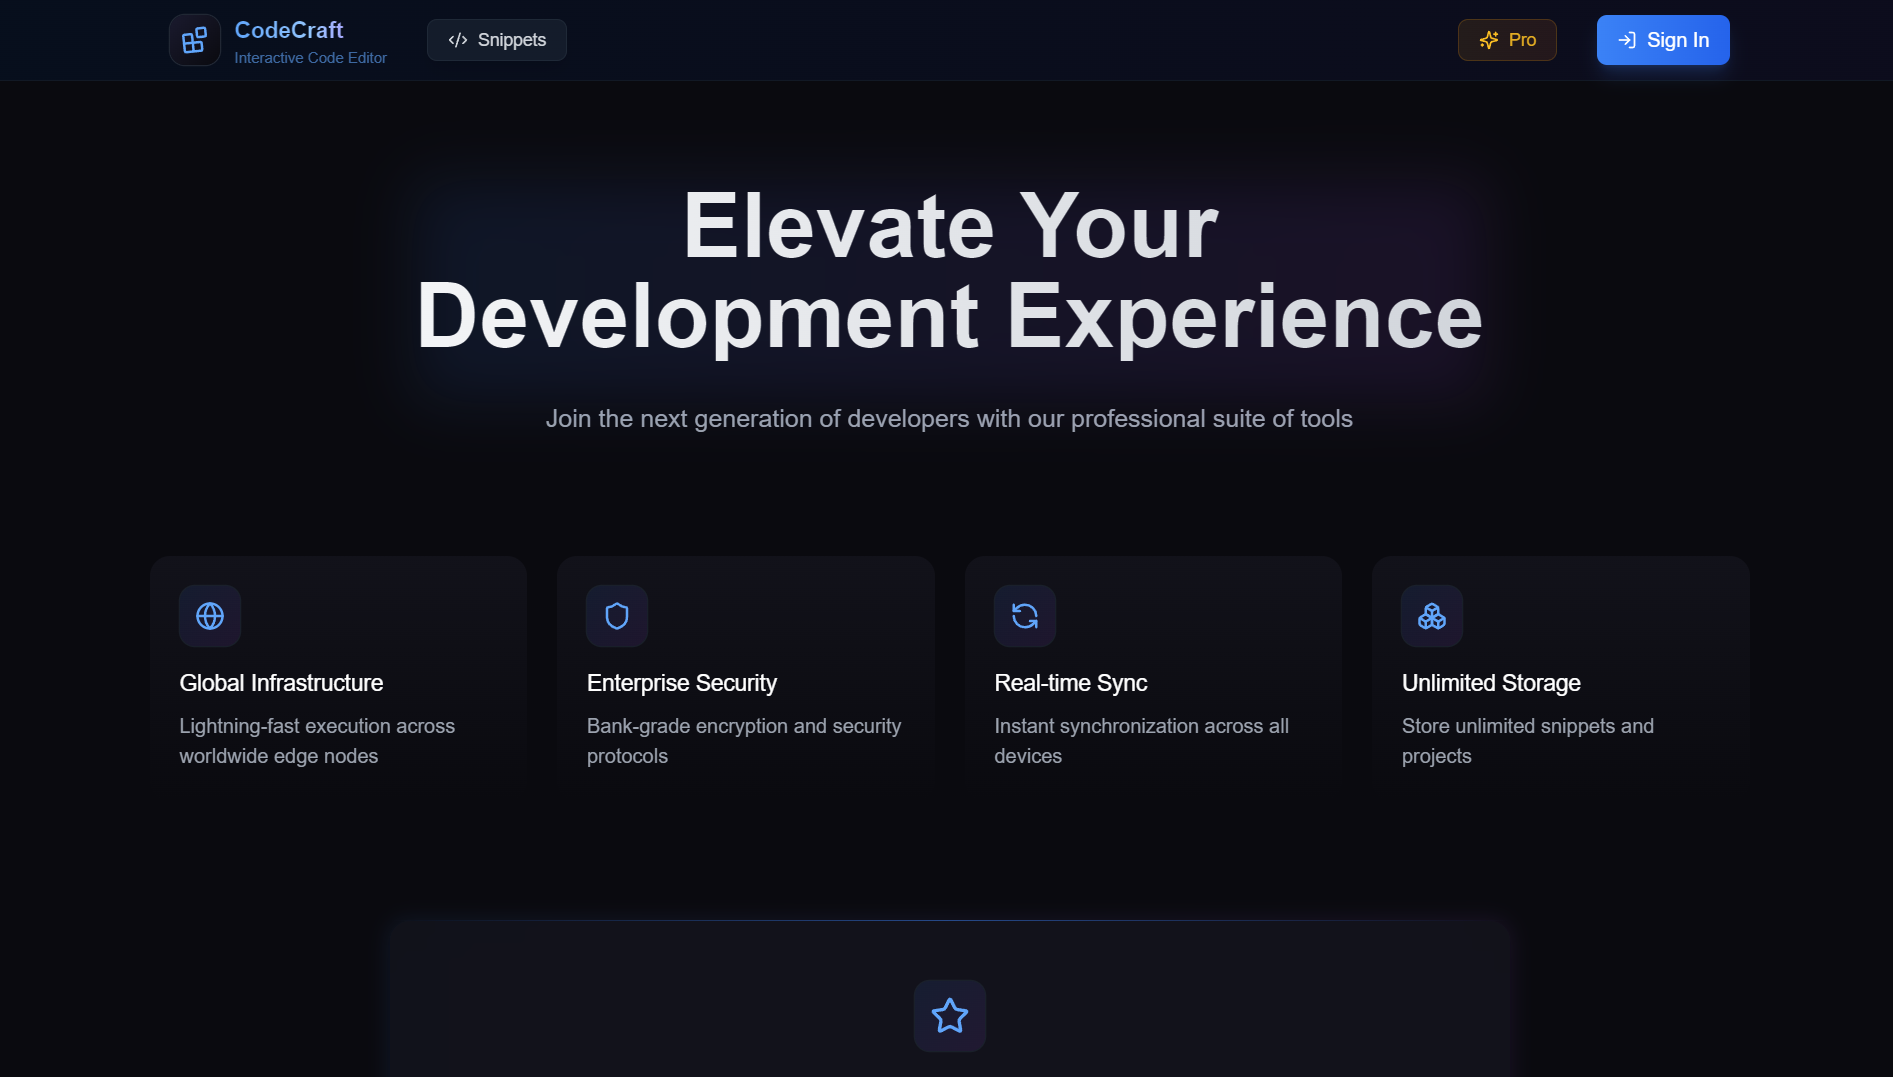 CodeCraft
Interactive Code Editor
Snippets
Pro
Sign In
Elevate Your
Development Experience
Join the next generation of developers with our professional suite of tools
Global Infrastructure
Lightning-fast execution across
worldwide edge nodes
Enterprise Security
Bank-grade encryption and security
protocols
Real-time Sync
Instant synchronization across all
devices
Unlimited Storage
Store unlimited snippets and
projects